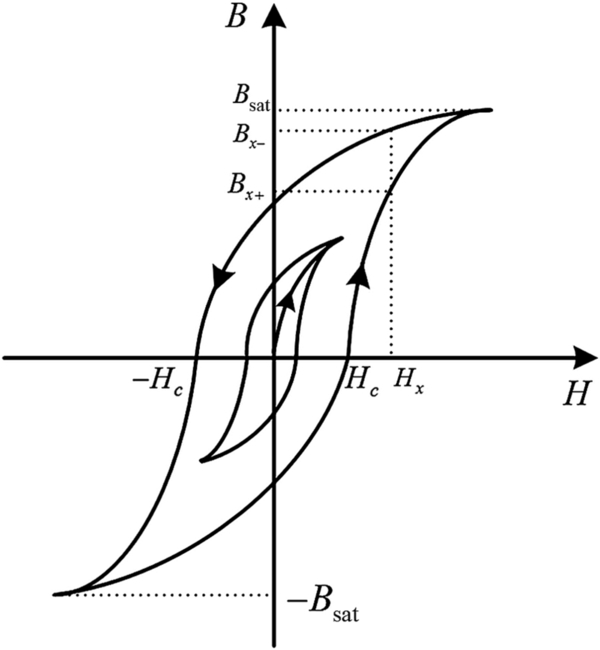 B
B_sat
B_x-
B_x+
-H_c
H_c
H_x
H
-B_sat